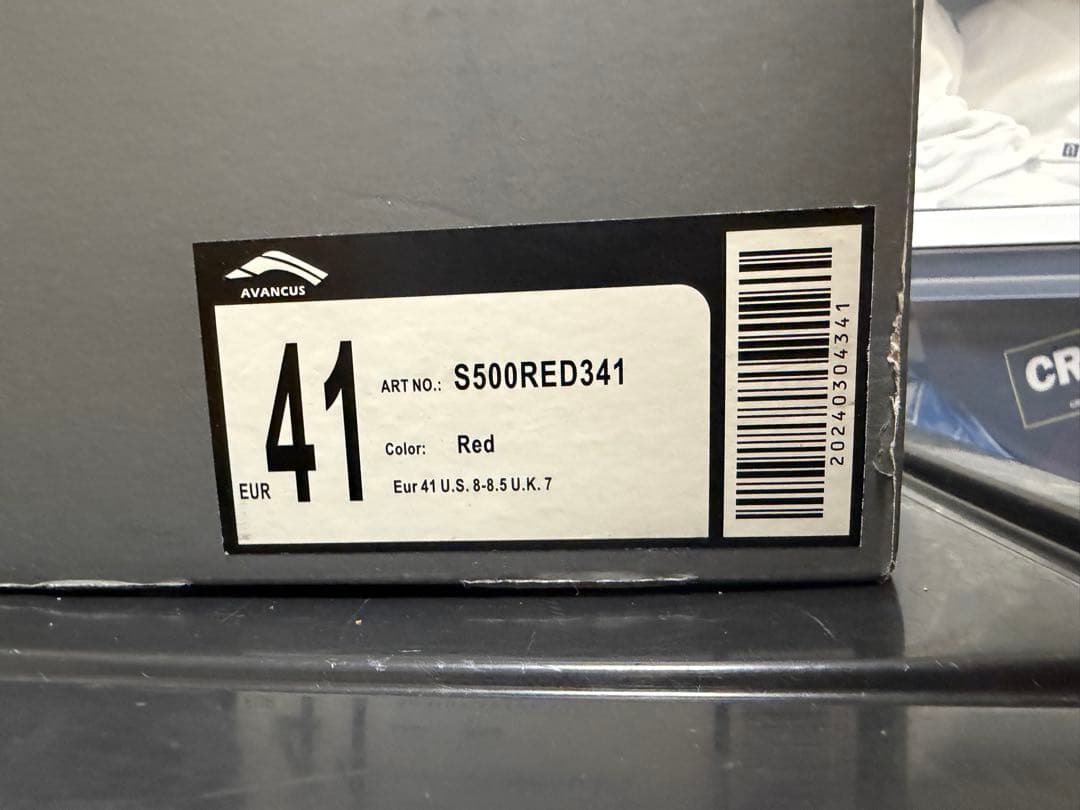 AVANCUS
EUR 41
ART NO.: S500RED341
Color: Red
Eur 41 U.S. 8-8.5 U.K. 7
20240304341
CR